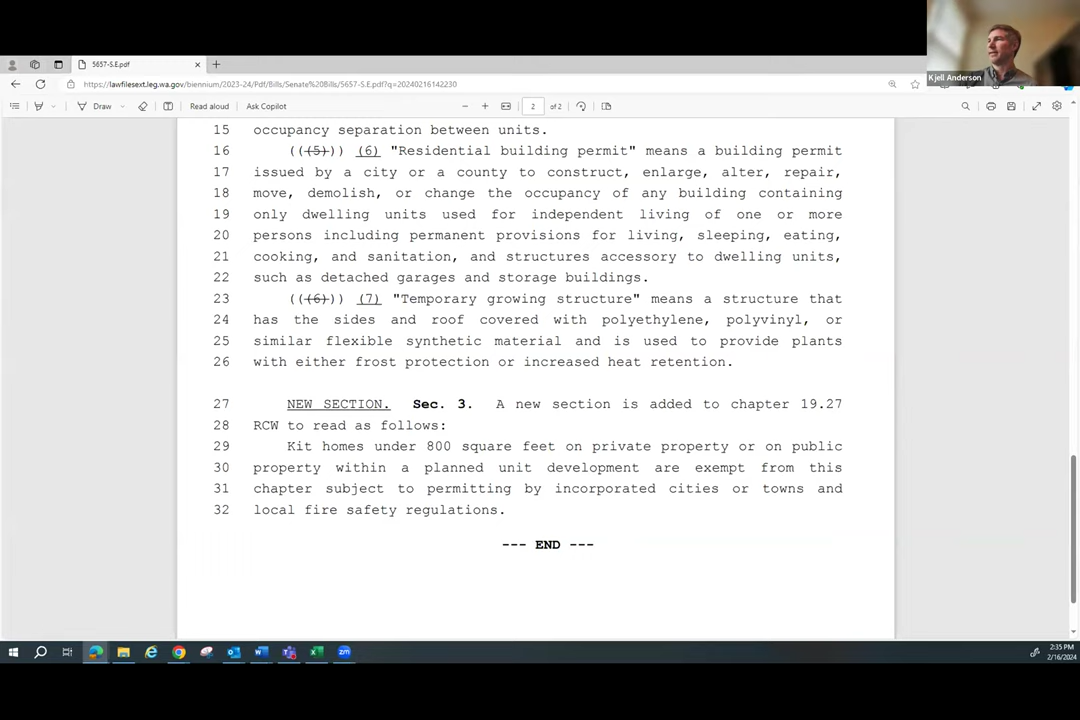 Kjell Anderson
5657-S.E.pdf
https://lawfilesext.leg.wa.gov/biennium/2023-24/Pdf/Bills/Senate%20Bills/5657-S.E.pdf?q=20240216142230
Draw Read aloud Ask Copilot 2 of 2
15 occupancy separation between units.
16 (((5))) (6) "Residential building permit" means a building permit
17 issued by a city or a county to construct, enlarge, alter, repair,
18 move, demolish, or change the occupancy of any building containing
19 only dwelling units used for independent living of one or more
20 persons including permanent provisions for living, sleeping, eating,
21 cooking, and sanitation, and structures accessory to dwelling units,
22 such as detached garages and storage buildings.
23 (((6))) (7) "Temporary growing structure" means a structure that
24 has the sides and roof covered with polyethylene, polyvinyl, or
25 similar flexible synthetic material and is used to provide plants
26 with either frost protection or increased heat retention.
27 NEW SECTION. Sec. 3. A new section is added to chapter 19.27
28 RCW to read as follows:
29 Kit homes under 800 square feet on private property or on public
30 property within a planned unit development are exempt from this
31 chapter subject to permitting by incorporated cities or towns and
32 local fire safety regulations.
--- END ---
2:35 PM
2/16/2024